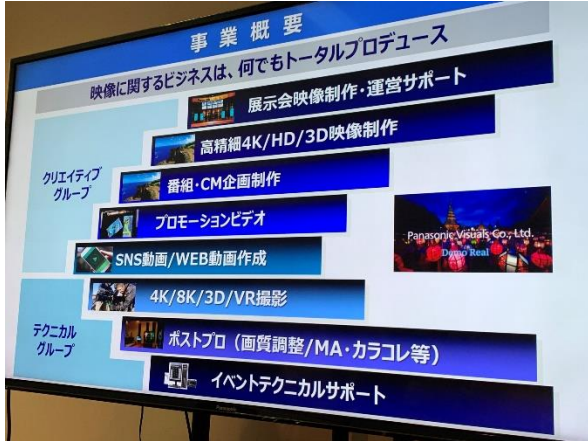 事業概要
映像に関するビジネスは、何でもトータルプロデュース
クリエイティブ
グループ
展示会映像制作・運営サポート
高精細4K/HD/3D映像制作
番組・CM企画制作
プロモーションビデオ
SNS動画/WEB動画作成
Panasonic Visuals Co., Ltd.
Demo Real
テクニカル
グループ
4K/8K/3D/VR撮影
ポストプロ（画質調整/MA・カラコレ等）
イベントテクニカルサポート
Panasonic